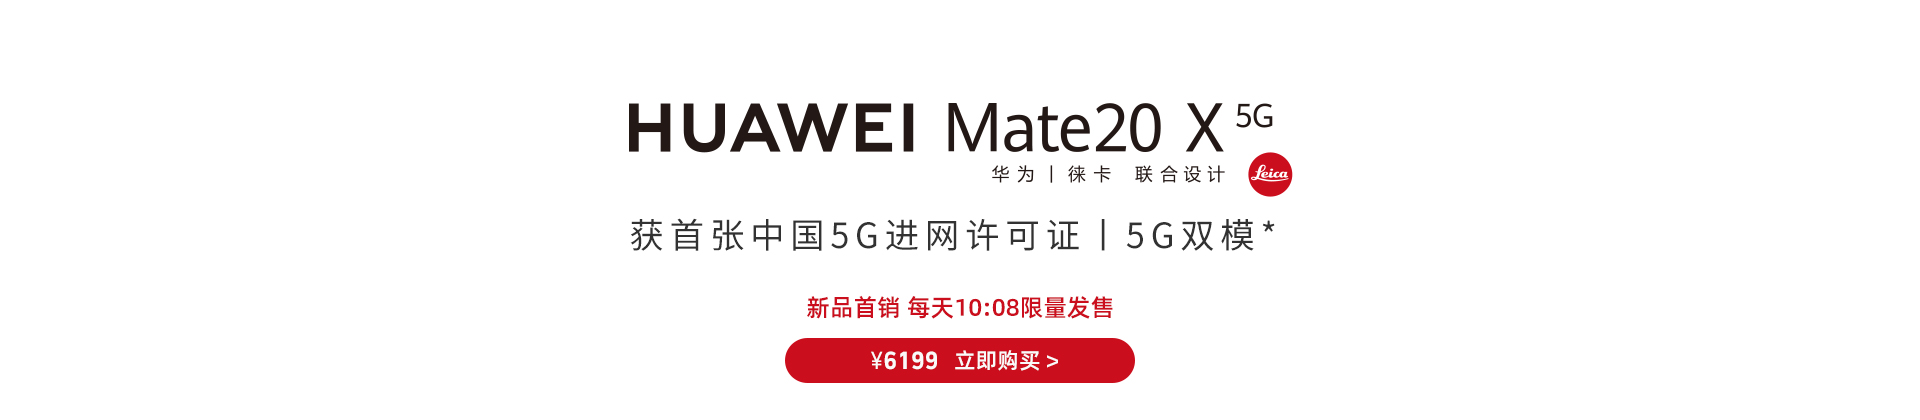 HUAWEI Mate20 X 5G
华为丨徕卡 联合设计 Leica
获首张中国5G进网许可证丨5G双模*
新品首销 每天10:08限量发售
¥6199 立即购买 >